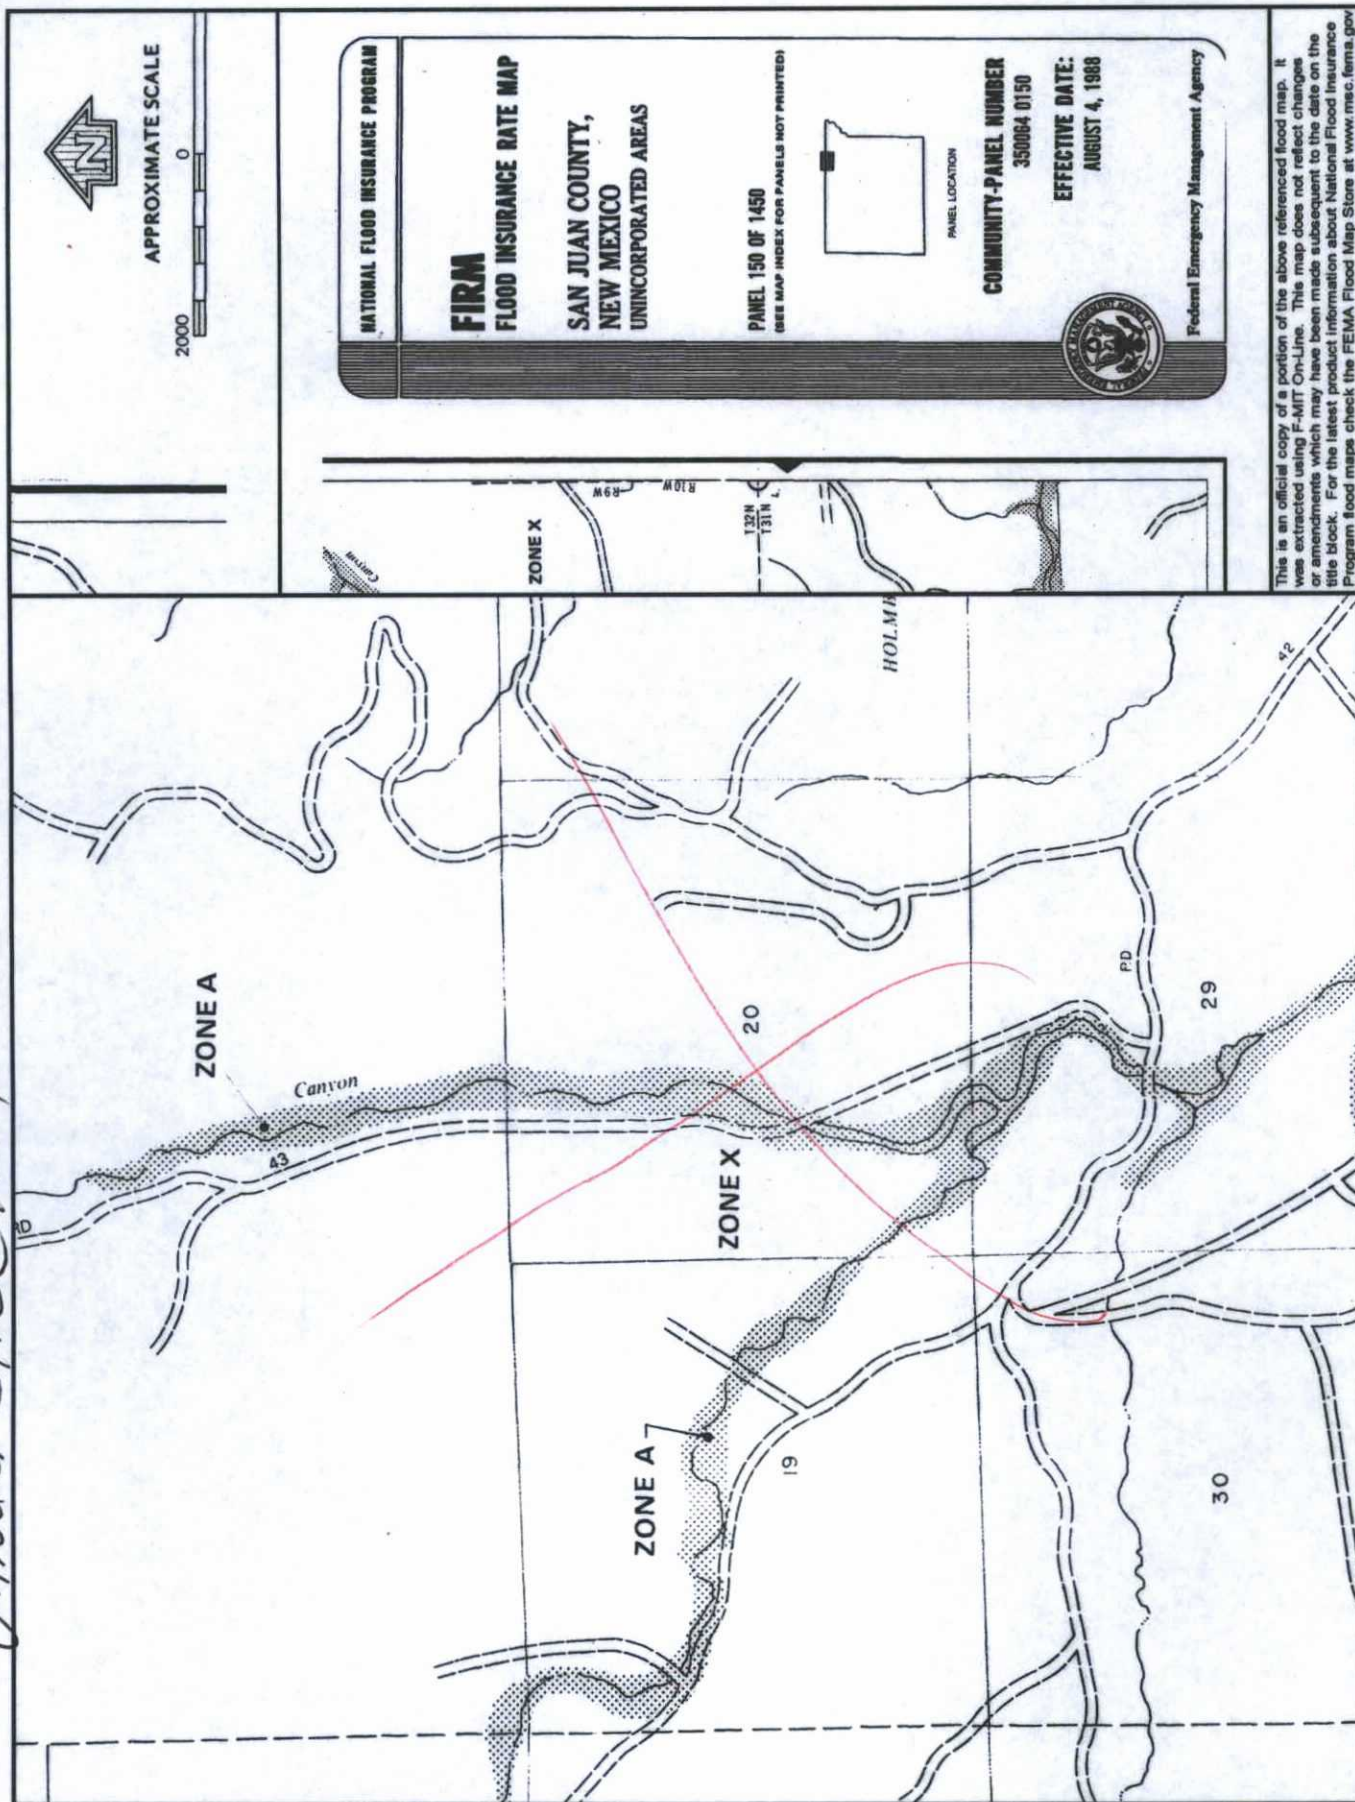 APPROXIMATE SCALE
2000 0
N
NATIONAL FLOOD INSURANCE PROGRAM
FIRM
FLOOD INSURANCE RATE MAP
SAN JUAN COUNTY,
NEW MEXICO
UNINCORPORATED AREAS
PANEL 150 OF 1450
(SEE MAP INDEX FOR PANELS NOT PRINTED)
PANEL LOCATION
COMMUNITY-PANEL NUMBER
350064 0150
EFFECTIVE DATE:
AUGUST 4, 1988
Federal Emergency Management Agency
This is an official copy of a portion of the above referenced flood map. It
was extracted using F-MIT On-Line. This map does not reflect changes
or amendments which may have been made subsequent to the date on the
title block. For the latest product information about National Flood Insurance
Program flood maps check the FEMA Flood Map Store at www.msc.fema.gov
Canyon
ZONE X
R9W
R10W
T32N
T31N
L.
RD
43
Canyon
ZONE A
20
ZONE X
ZONE A
19
HOLMB
RD
42
29
30